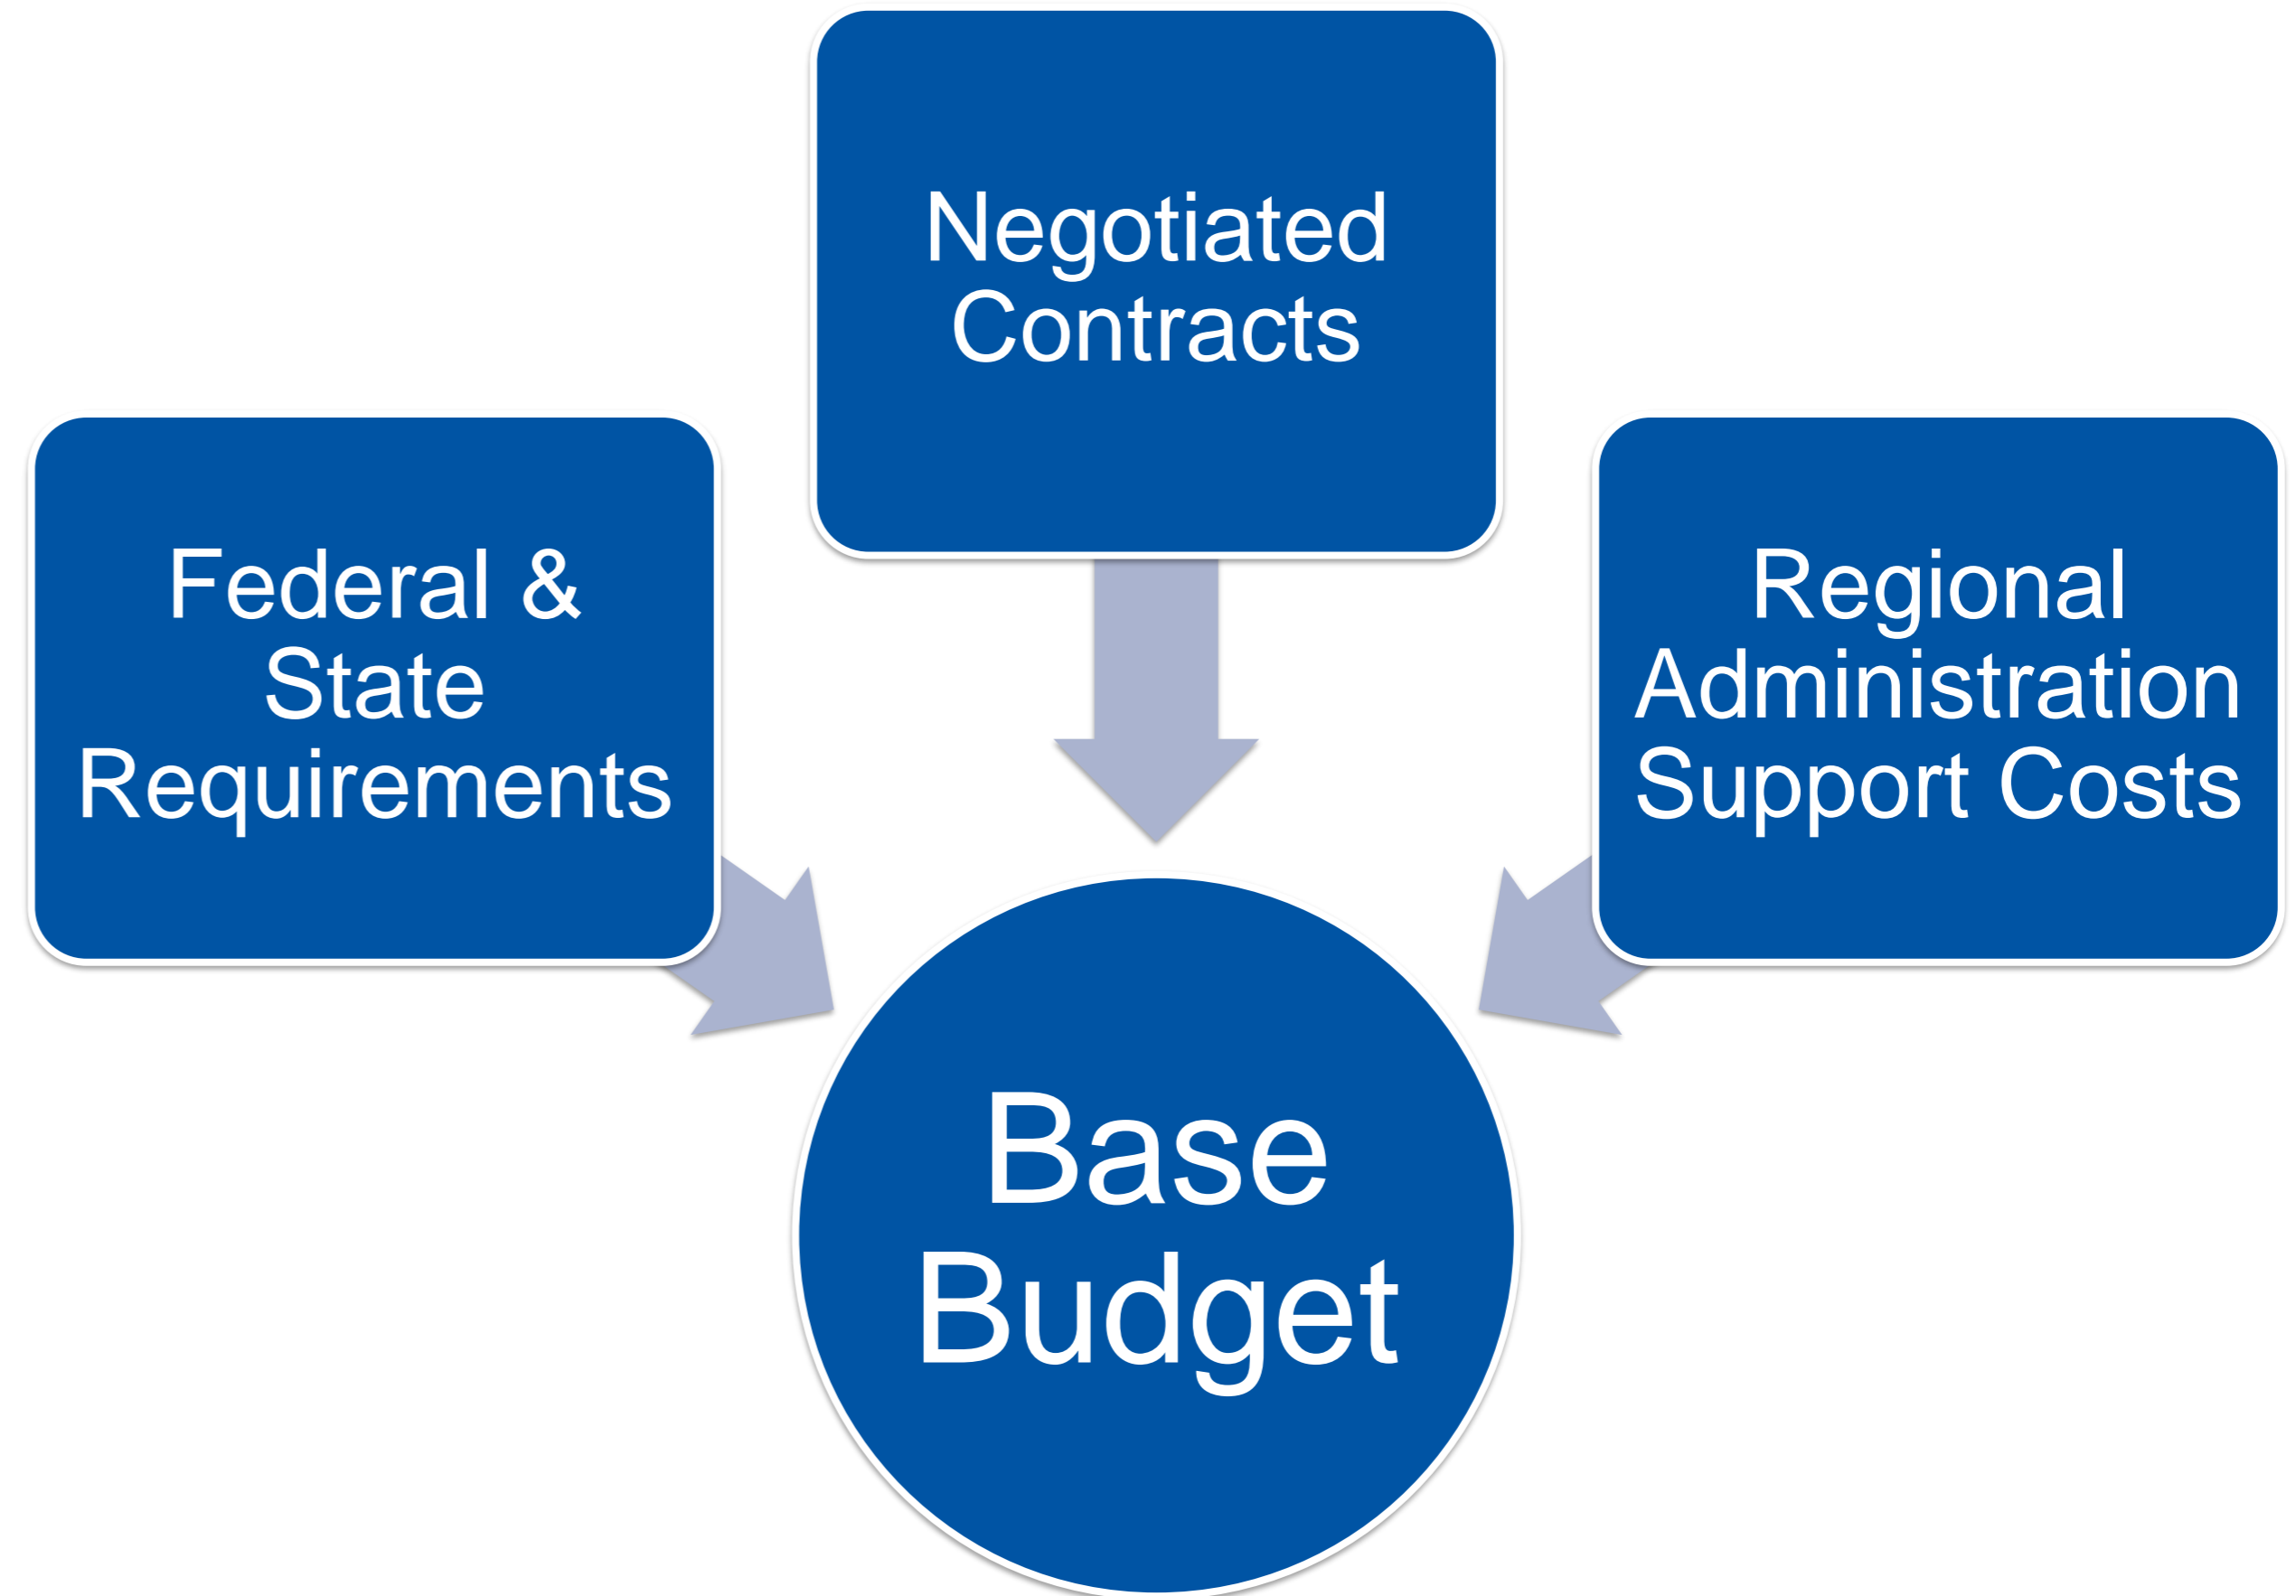 Negotiated
Contracts
Federal &
State
Requirements
Regional
Administration
Support Costs
Base
Budget